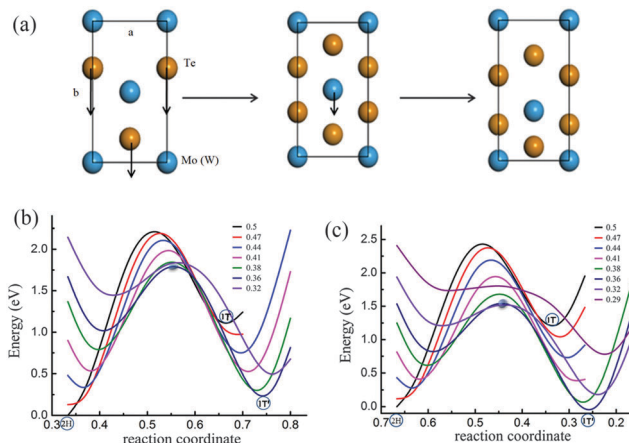 (a)
a
Te
b
Mo (W)
(b)
(c)
Energy (eV)
2.0
1.5
1.0
0.5
0.0
0.5
0.47
0.44
0.41
0.38
0.36
0.32
1T
1T'
0.3
2H
0.5
0.6
0.7
0.8
reaction coordinate
Energy (eV)
2.5
2.0
1.5
1.0
0.5
0.0
0.5
0.47
0.44
0.41
0.38
0.36
0.32
0.29
1T
1T'
0.7
2H
0.6
0.5
0.4
0.3
0.2
reaction coordinate